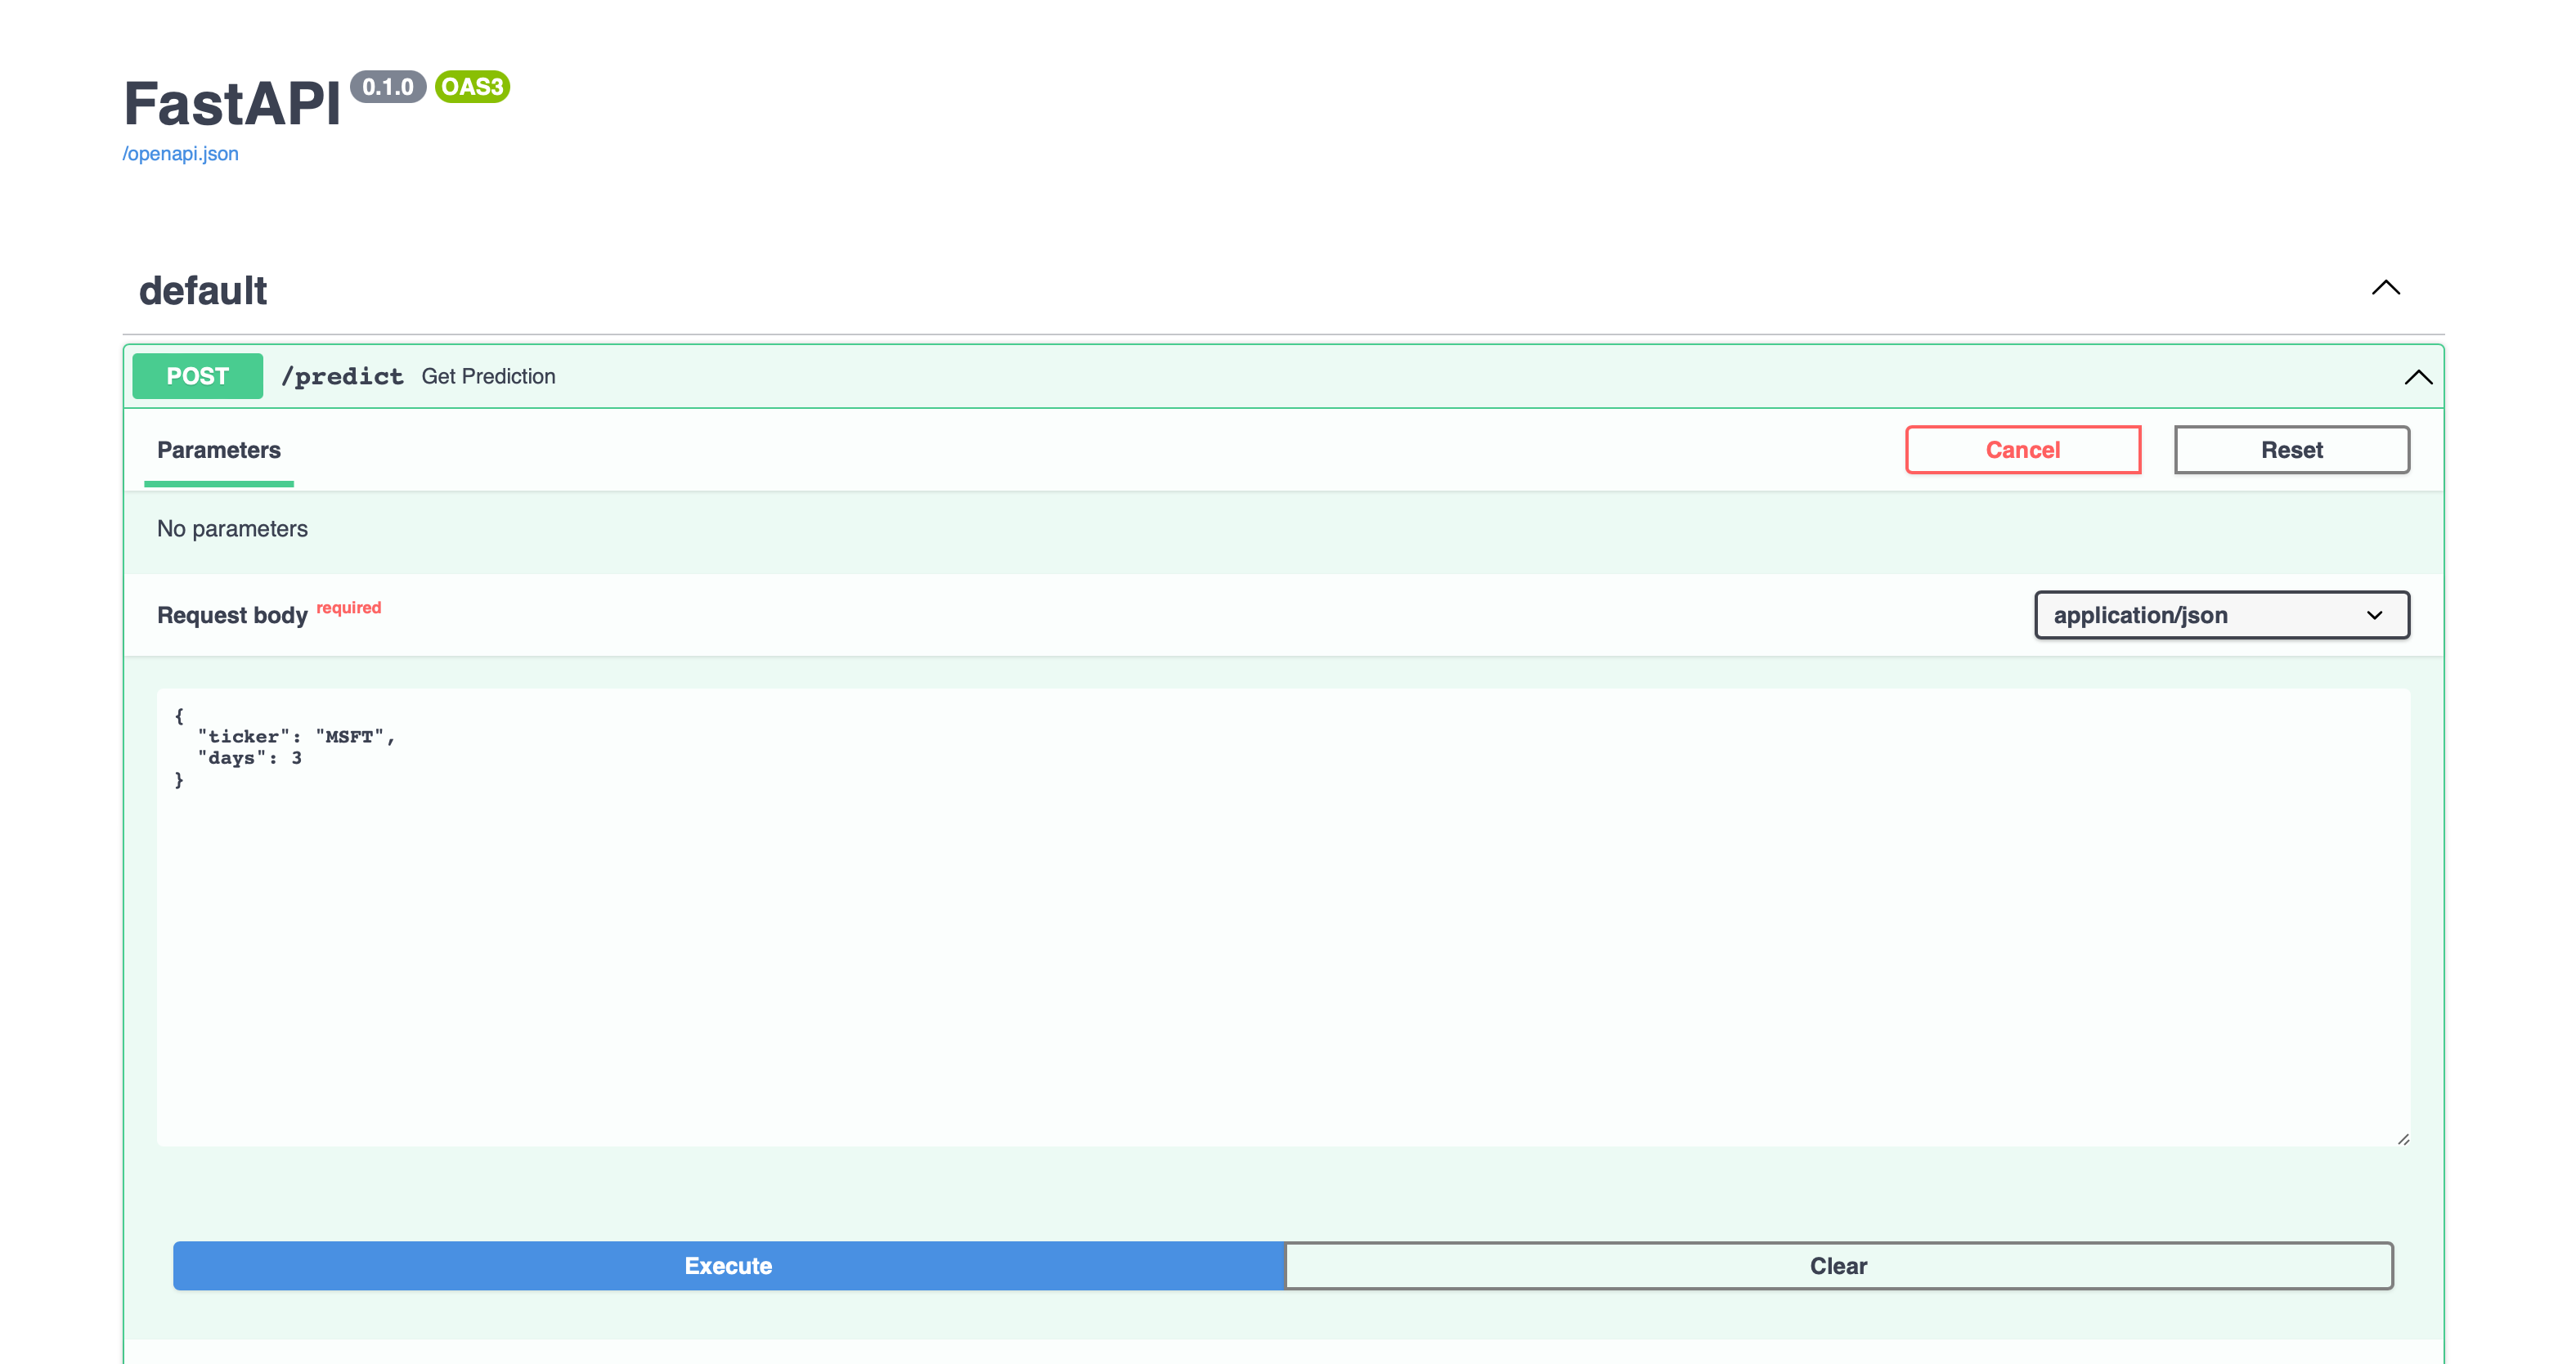 FastAPI 0.1.0 OAS3
/openapi.json
default
POST /predict Get Prediction
Parameters Cancel Reset
No parameters
Request body required application/json
{
  "ticker": "MSFT",
  "days": 3
}
Execute Clear